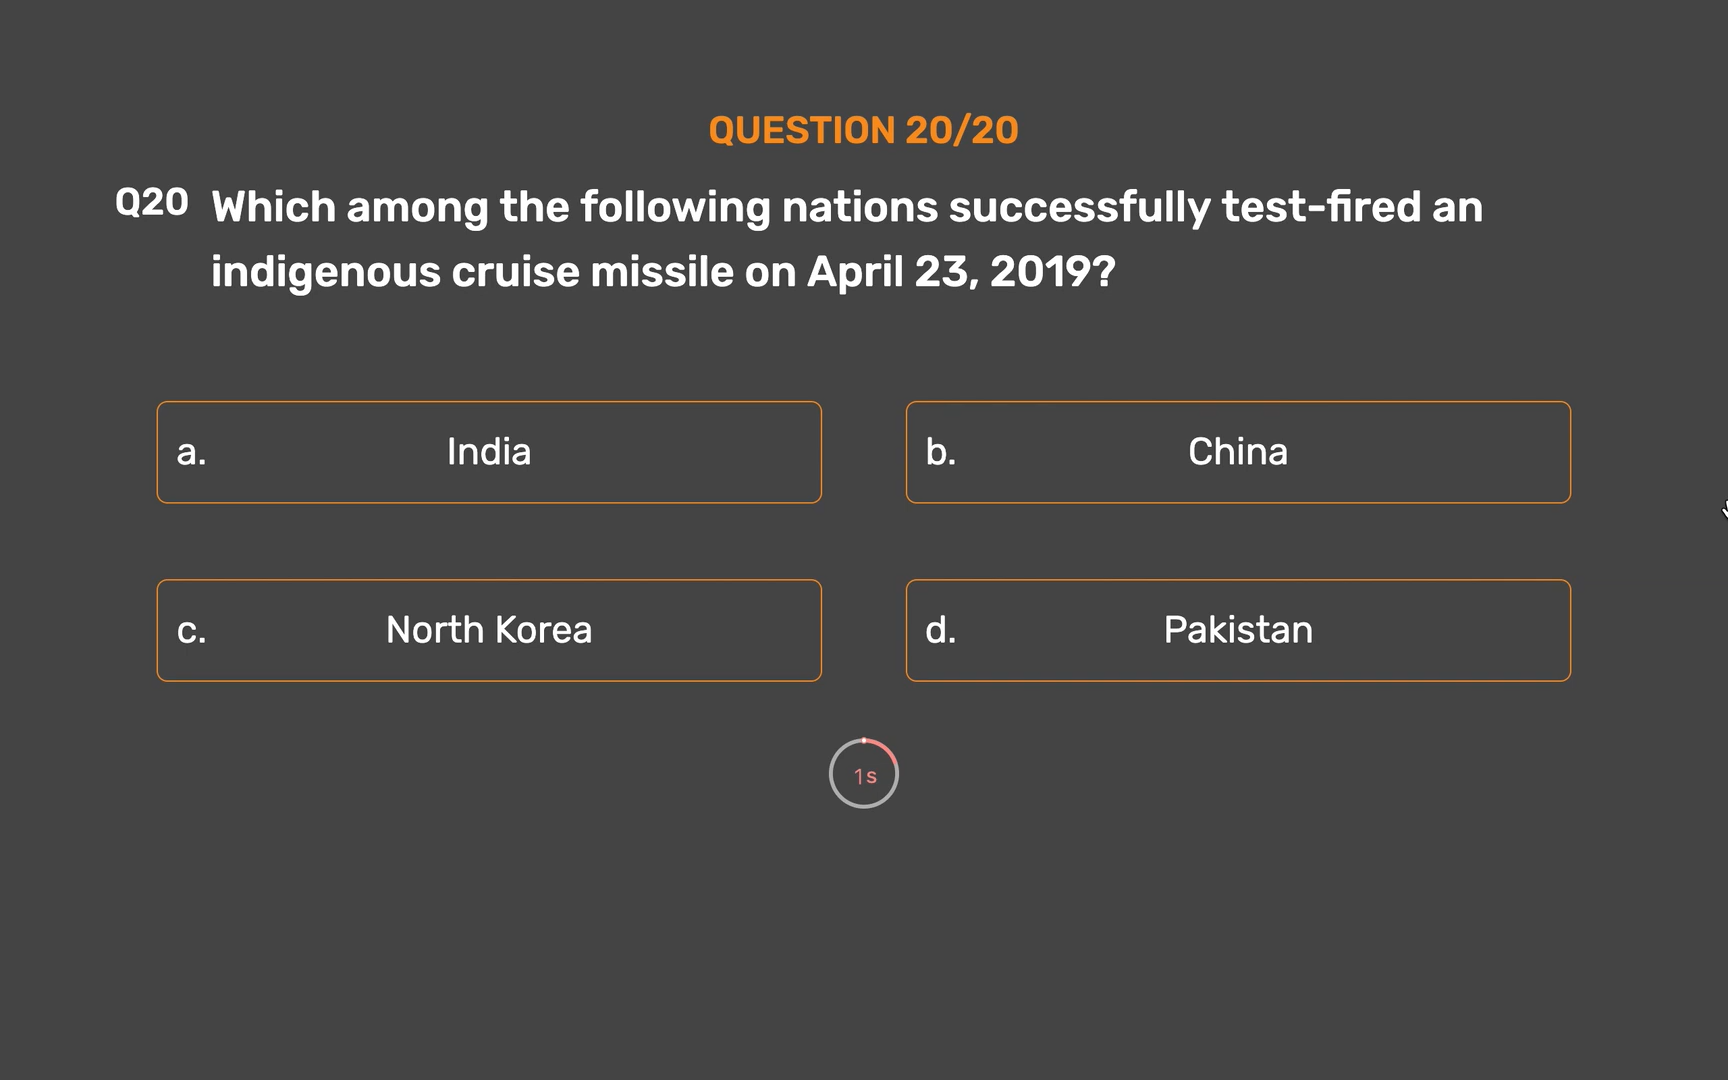 QUESTION 20/20
Q20 Which among the following nations successfully test-fired an
indigenous cruise missile on April 23, 2019?
a. India
b. China
c. North Korea
d. Pakistan
1s